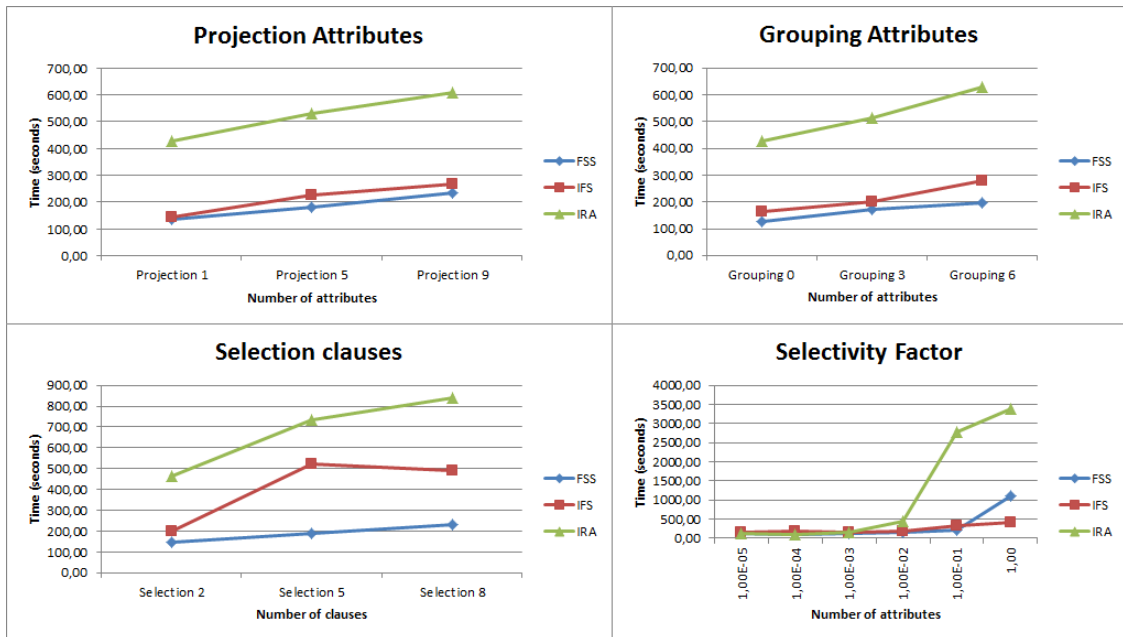 Projection Attributes
Time (seconds)
700,00
600,00
500,00
400,00
300,00
200,00
100,00
0,00
Projection 1
Projection 5
Projection 9
Number of attributes
FSS
IFS
IRA
Grouping Attributes
Time (seconds)
700,00
600,00
500,00
400,00
300,00
200,00
100,00
0,00
Grouping 0
Grouping 3
Grouping 6
Number of attributes
FSS
IFS
IRA
Selection clauses
Time (seconds)
900,00
800,00
700,00
600,00
500,00
400,00
300,00
200,00
100,00
0,00
Selection 2
Selection 5
Selection 8
Number of clauses
FSS
IFS
IRA
Selectivity Factor
Time (seconds)
4000,00
3500,00
3000,00
2500,00
2000,00
1500,00
1000,00
500,00
0,00
1,00E-05
1,00E-04
1,00E-03
1,00E-02
1,00E-01
1,00
Number of attributes
FSS
IFS
IRA